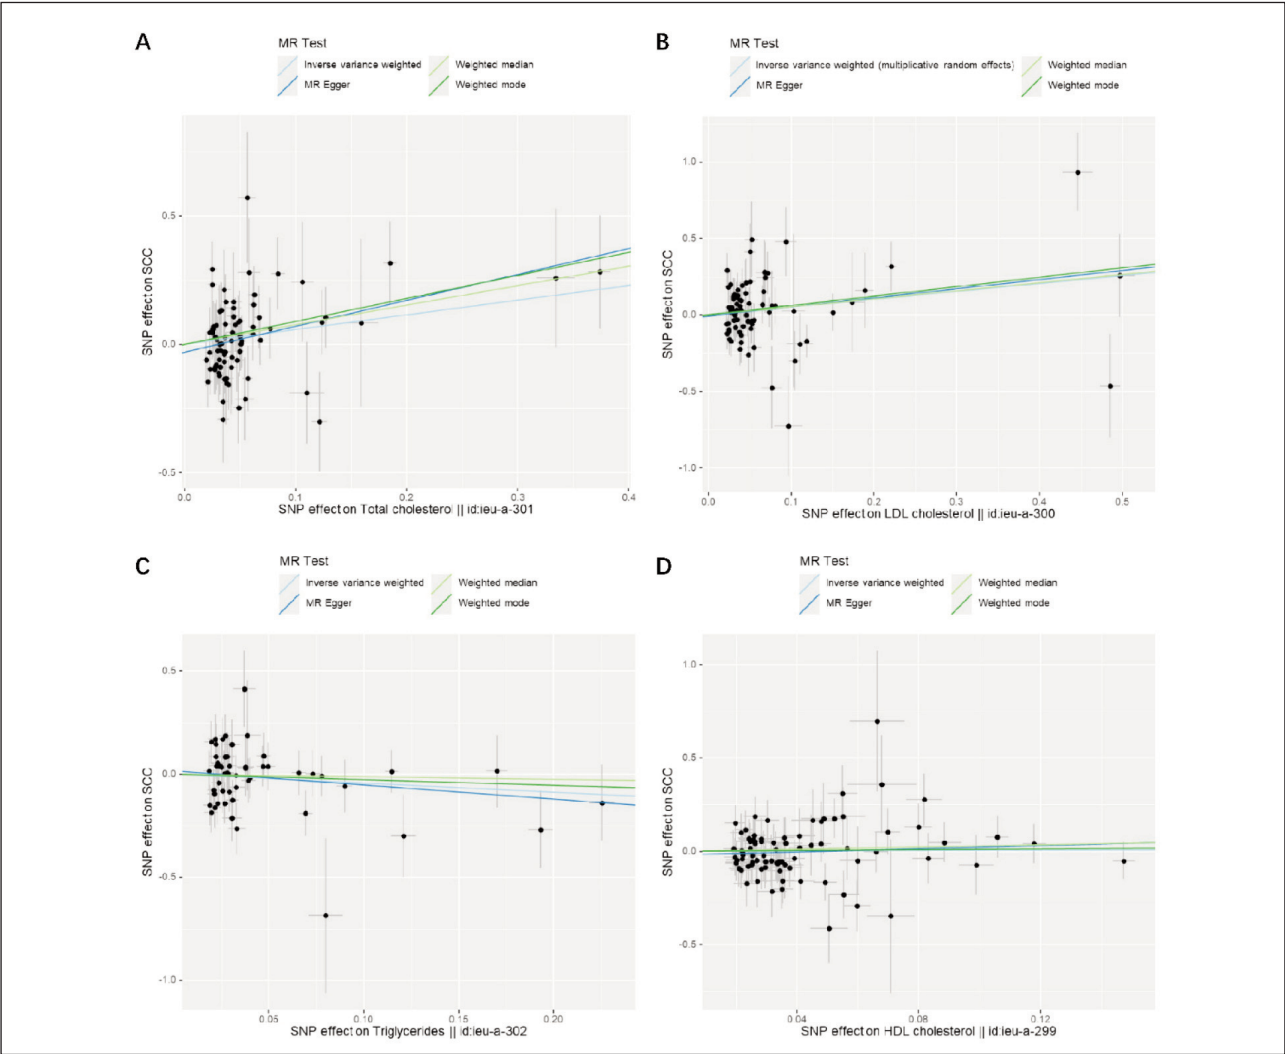 A
MR Test
Inverse variance weighted
Weighted median
MR Egger
Weighted mode
SNP effect on SCC
0.5
0.0
-0.5
0.0
0.1
0.2
0.3
0.4
SNP effect on Total cholesterol || id:ieu-a-301
B
MR Test
Inverse variance weighted (multiplicative random effects)
Weighted median
MR Egger
Weighted mode
SNP effect on SCC
1.0
0.5
0.0
-0.5
-1.0
0.0
0.1
0.2
0.3
0.4
0.5
SNP effect on LDL cholesterol || id:ieu-a-300
C
MR Test
Inverse variance weighted
Weighted median
MR Egger
Weighted mode
SNP effect on SCC
0.5
0.0
-0.5
-1.0
0.05
0.10
0.15
0.20
SNP effect on Triglycerides || id:ieu-a-302
D
MR Test
Inverse variance weighted
Weighted median
MR Egger
Weighted mode
SNP effect on SCC
1.0
0.5
0.0
-0.5
0.04
0.08
0.12
SNP effect on HDL cholesterol || id:ieu-a-299